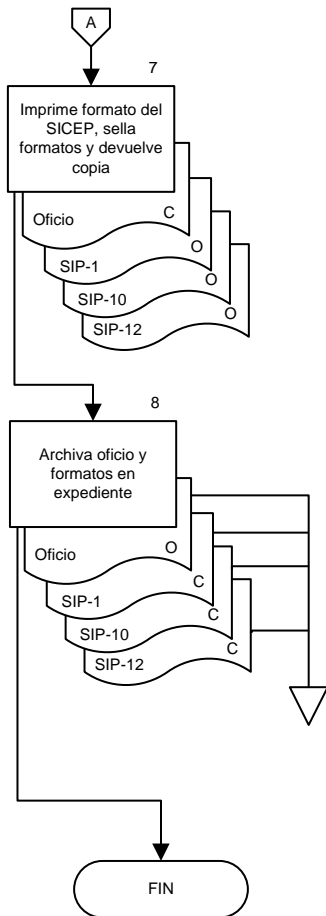 A
7
Imprime formato del
SICEP, sella
formatos y devuelve
copia
Oficio
C
SIP-1
O
SIP-10
O
SIP-12
O
8
Archiva oficio y
formatos en
expediente
Oficio
O
SIP-1
C
SIP-10
C
SIP-12
C
FIN